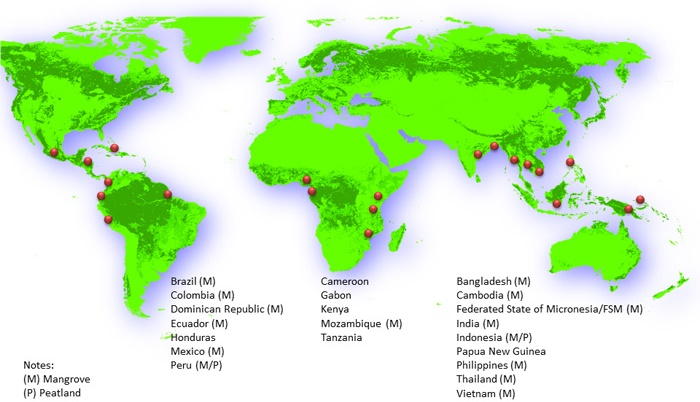 Brazil (M)
Colombia (M)
Dominican Republic (M)
Ecuador (M)
Honduras
Mexico (M)
Peru (M/P)
Cameroon
Gabon
Kenya
Mozambique (M)
Tanzania
Bangladesh (M)
Cambodia (M)
Federated State of Micronesia/FSM (M)
India (M)
Indonesia (M/P)
Papua New Guinea
Philippines (M)
Thailand (M)
Vietnam (M)
Notes:
(M) Mangrove
(P) Peatland